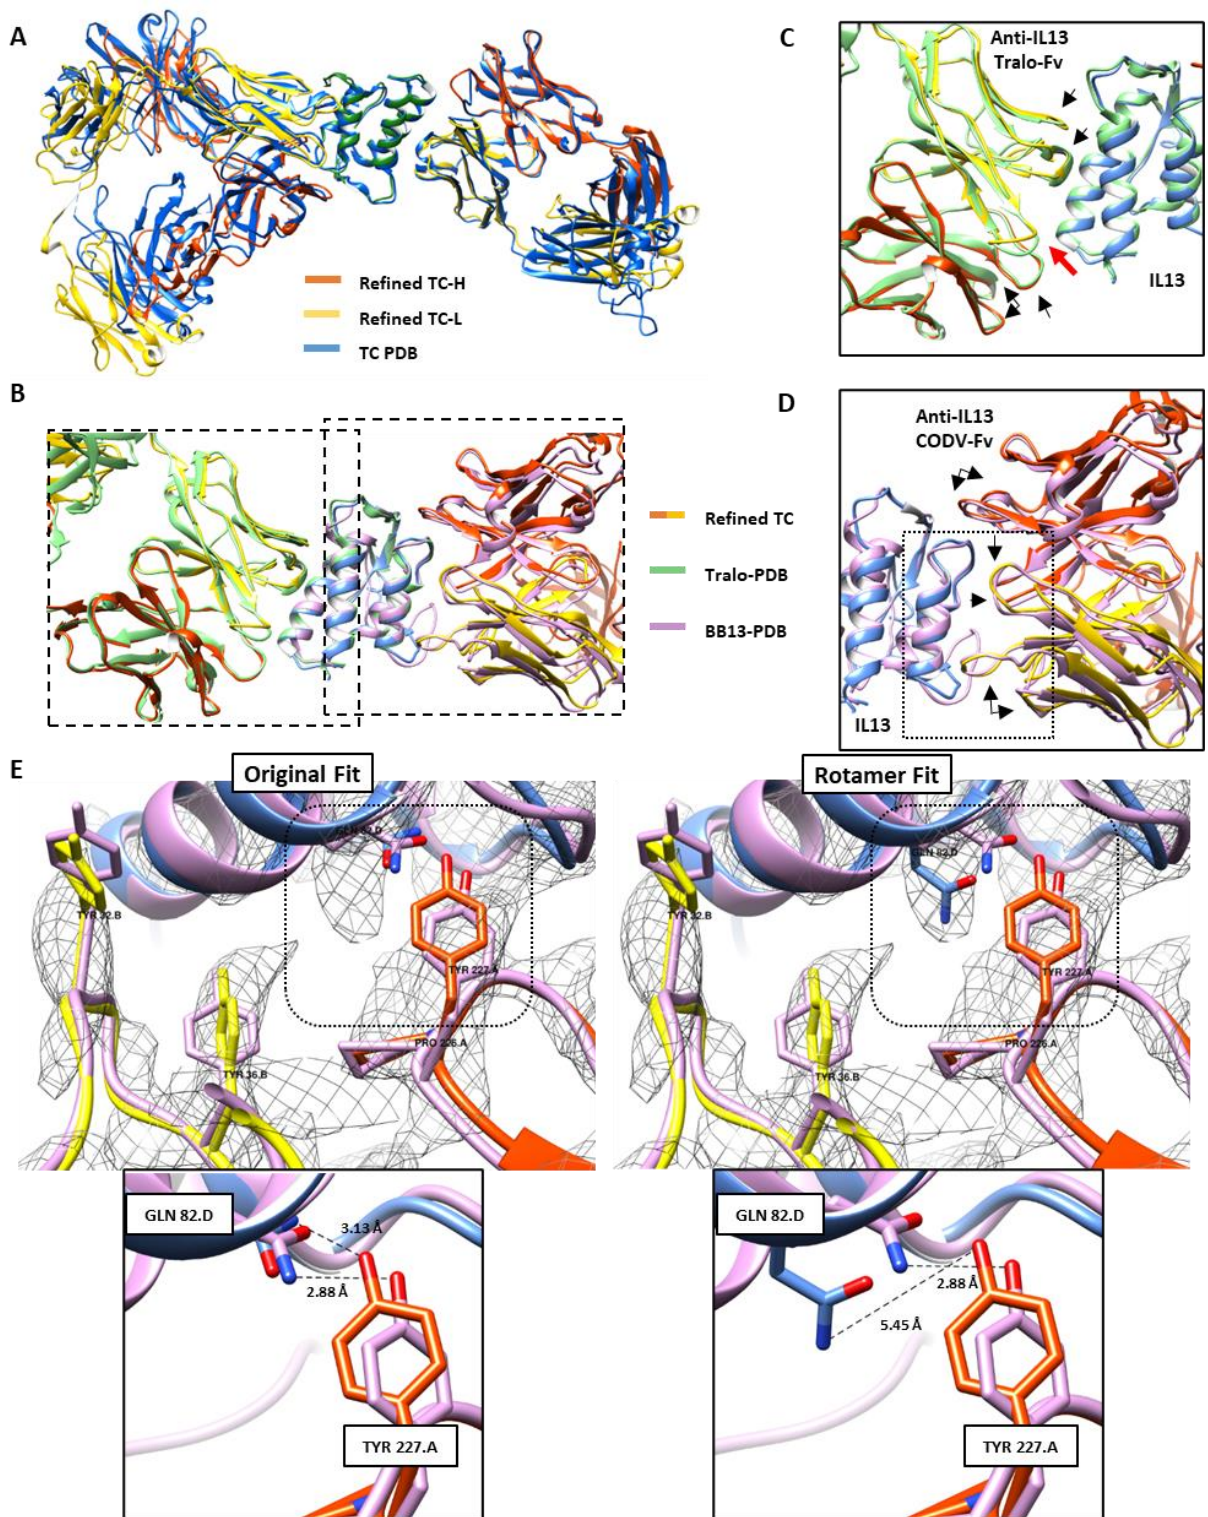 A
Refined TC-H
Refined TC-L
TC PDB
C
Anti-IL13
Tralo-Fv
IL13
B
Refined TC
Tralo-PDB
BB13-PDB
D
Anti-IL13
CODV-Fv
IL13
E
Original Fit
GLN 82.D
TYR 32.B
TYR 227.A
PRO 226.A
TYR 36.B
Rotamer Fit
GLN 82.D
TYR 32.B
TYR 227.A
PRO 226.A
TYR 36.B
GLN 82.D
3.13 Å
2.88 Å
TYR 227.A
GLN 82.D
2.88 Å
5.45 Å
TYR 227.A